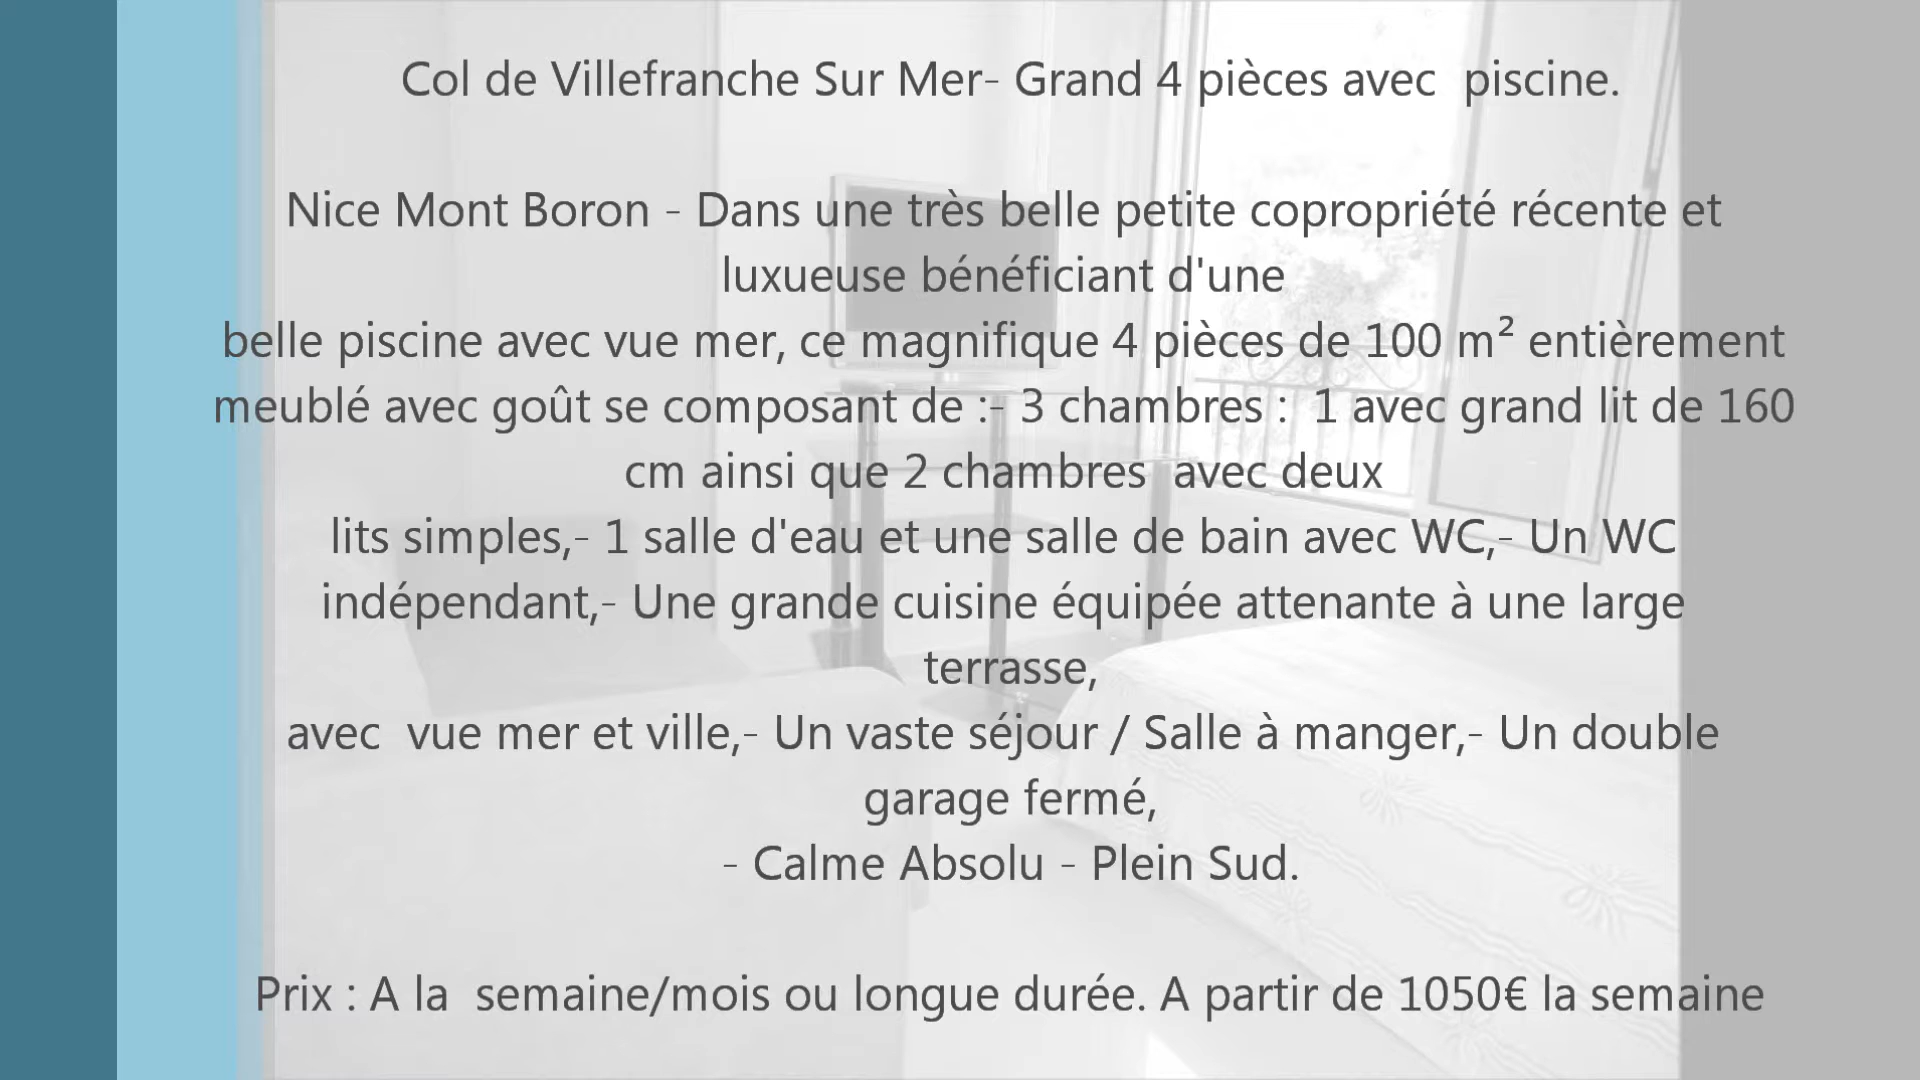 Col de Villefranche Sur Mer- Grand 4 pièces avec  piscine.
Nice Mont Boron - Dans une très belle petite copropriété récente et
luxueuse bénéficiant d'une
belle piscine avec vue mer, ce magnifique 4 pièces de 100 m² entièrement
meublé avec goût se composant de :- 3 chambres :  1 avec grand lit de 160
cm ainsi que 2 chambres  avec deux
lits simples,- 1 salle d'eau et une salle de bain avec WC,- Un WC
indépendant,- Une grande cuisine équipée attenante à une large
terrasse,
avec  vue mer et ville,- Un vaste séjour / Salle à manger,- Un double
garage fermé,
- Calme Absolu - Plein Sud.
Prix : A la  semaine/mois ou longue durée. A partir de 1050€ la semaine